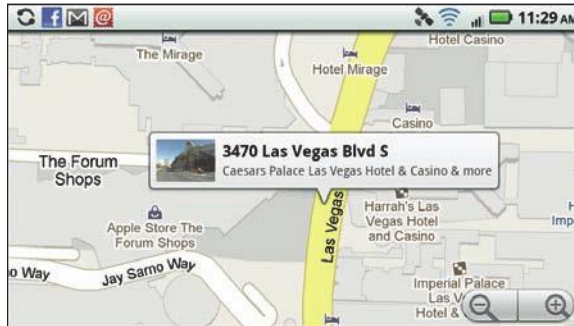 11:29 AM
The Mirage
Hotel Mirage
Hotel Casino
Casino
3470 Las Vegas Blvd S
Caesars Palace Las Vegas Hotel & Casino & more
The Forum
Shops
Apple Store The
Forum Shops
Las Vegas
Harrah's Las
Vegas Hotel
and Casino
Jay Sarno Way
Imperial Palace
Las V
Hotel &